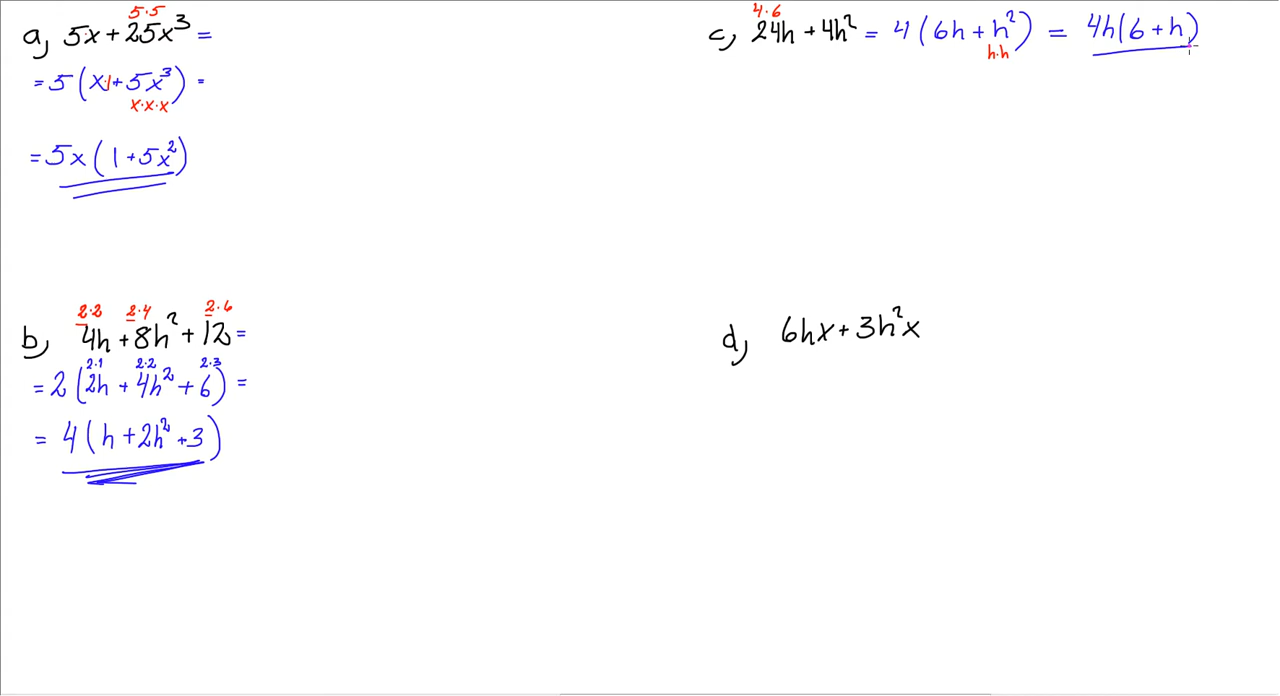 5·5
a) 5x + 25x³ =
= 5 (x·1 + 5x³) =
x·x·x
= 5x (1 + 5x²)
2·2 2·4 2·6
b) 4h + 8h² + 12 =
2·1 2·2 2·3
= 2 (2h + 4h² + 6) =
= 4 (h + 2h² + 3)
4·6
c) 24h + 4h² = 4 (6h + h²) = 4h (6 + h)
h·h
d) 6hx + 3h²x